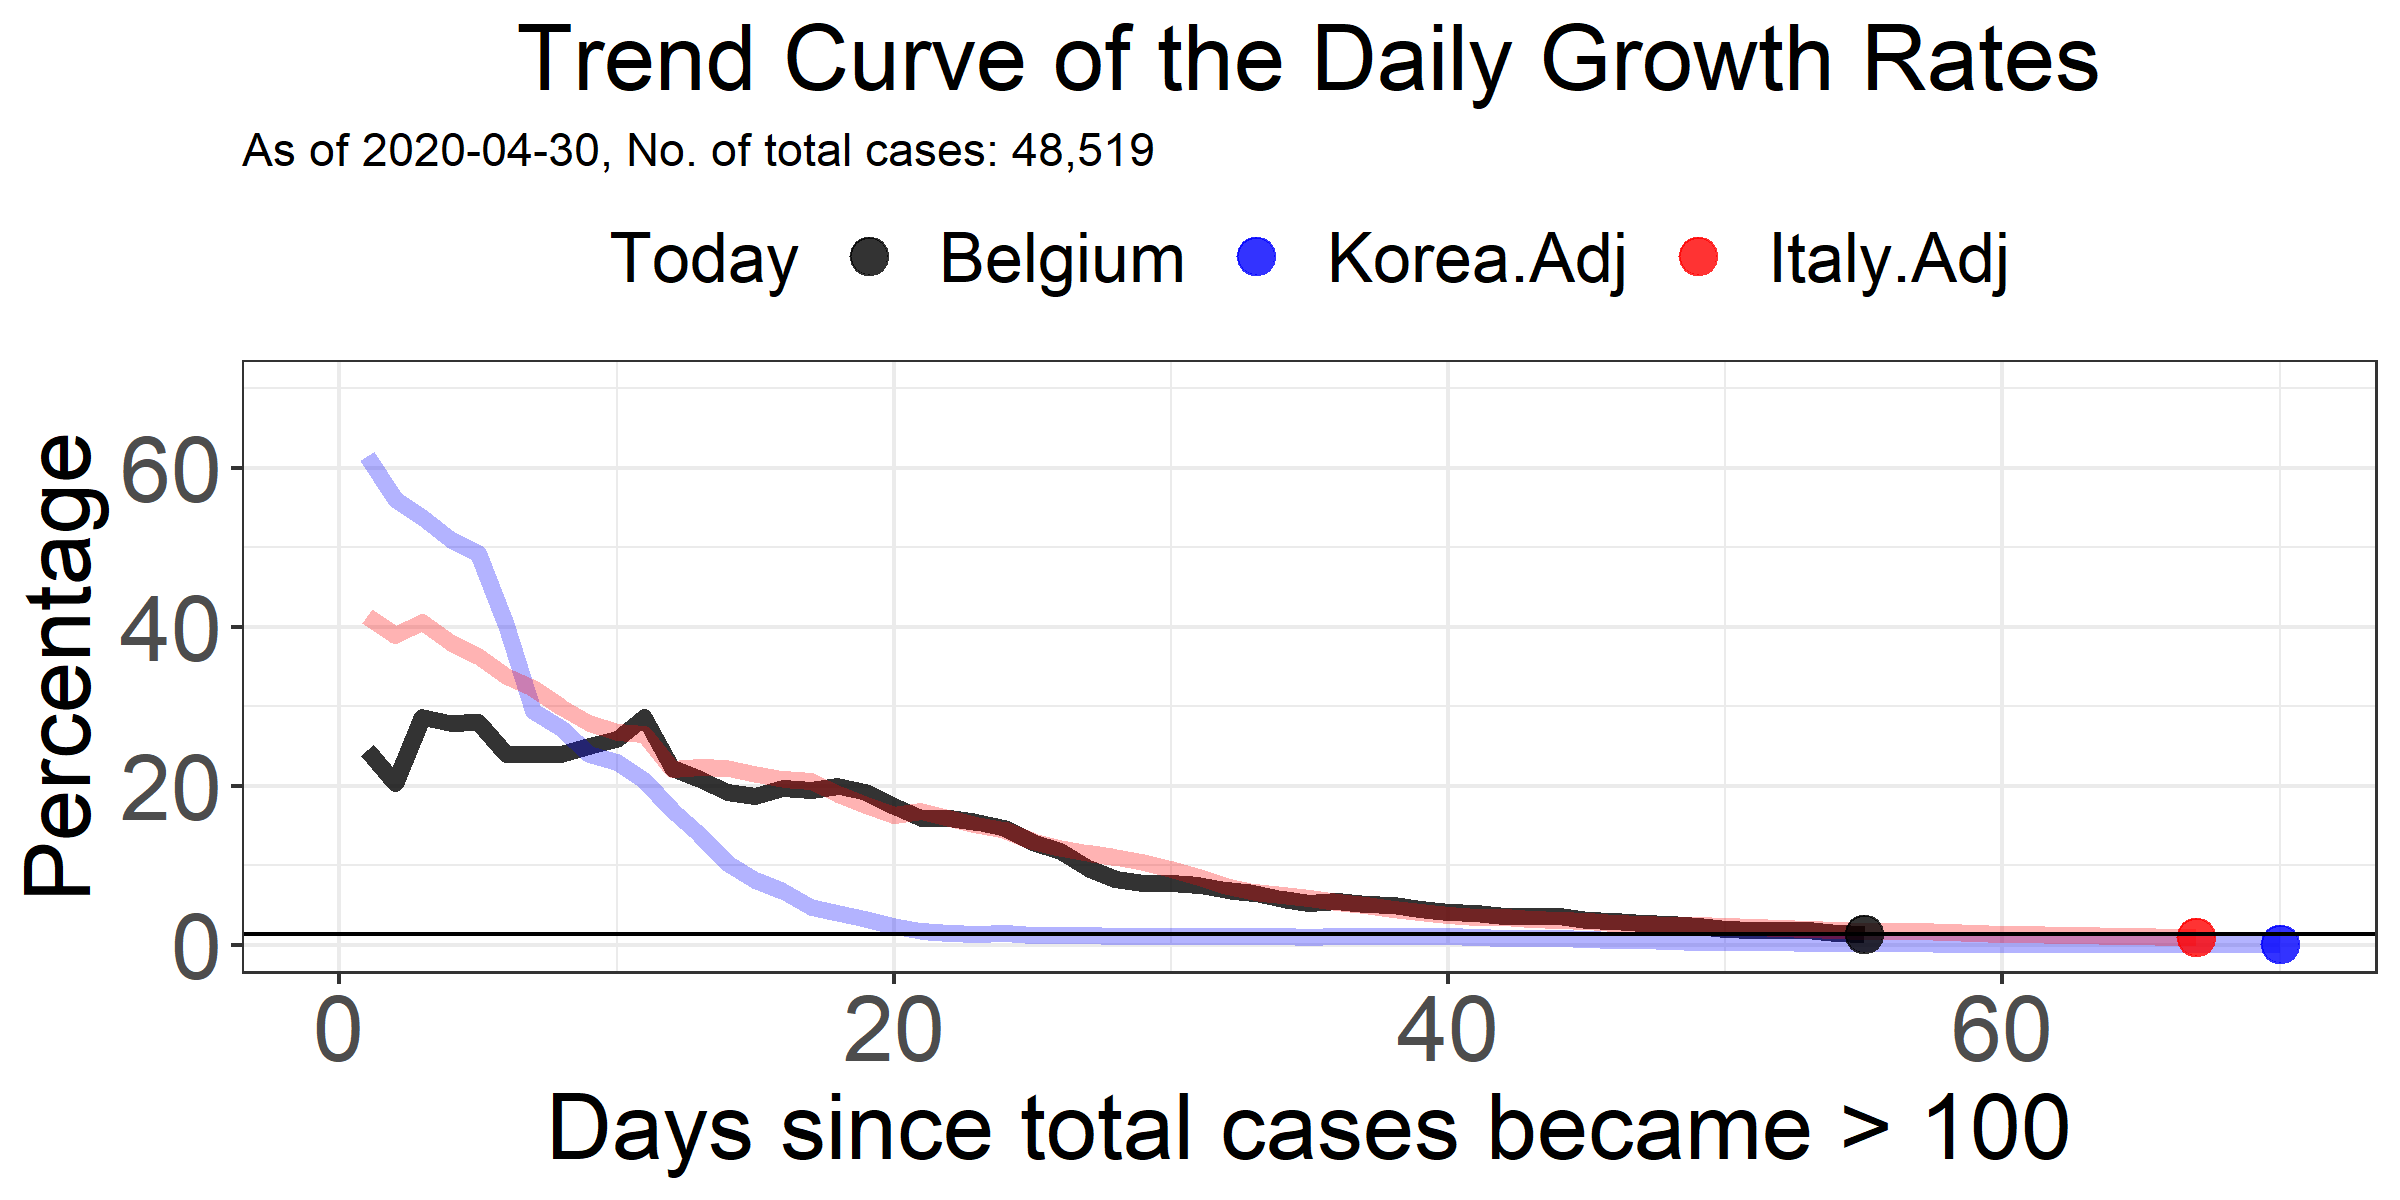 Trend Curve of the Daily Growth Rates
As of 2020-04-30, No. of total cases: 48,519
Today Belgium Korea.Adj Italy.Adj
Percentage
60
40
20
0
0 20 40 60
Days since total cases became > 100